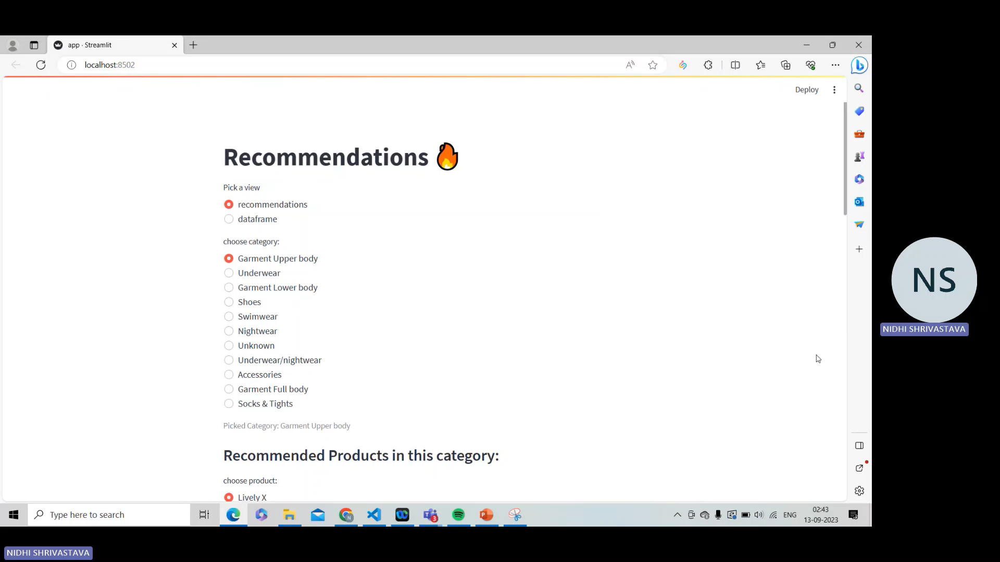 app · Streamlit
localhost:8502
Deploy
Recommendations
Pick a view
recommendations
dataframe
choose category:
Garment Upper body
Underwear
Garment Lower body
Shoes
Swimwear
Nightwear
Unknown
Underwear/nightwear
Accessories
Garment Full body
Socks & Tights
Picked Category: Garment Upper body
Recommended Products in this category:
choose product:
Lively X
NS
NIDHI SHRIVASTAVA
Type here to search
3
ENG
02:43
13-09-2023
NIDHI SHRIVASTAVA